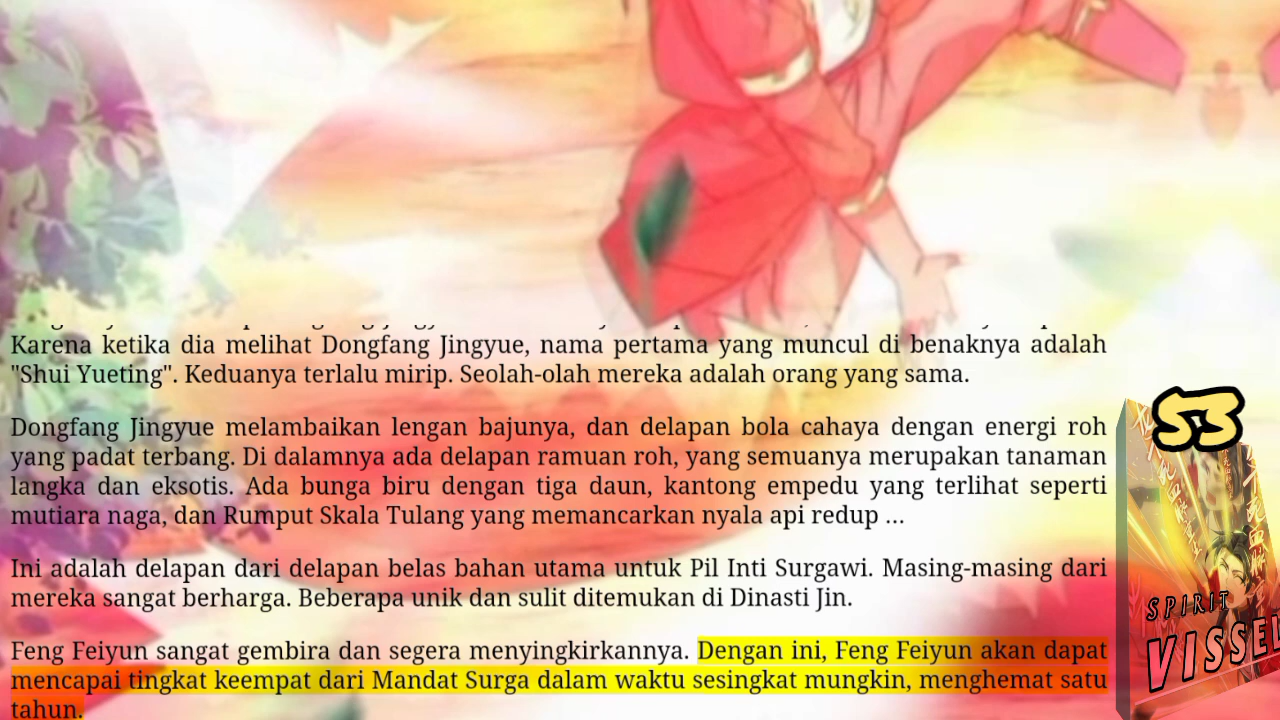 Karena ketika dia melihat Dongfang Jingyue, nama pertama yang muncul di benaknya adalah
"Shui Yueting". Keduanya terlalu mirip. Seolah-olah mereka adalah orang yang sama.
Dongfang Jingyue melambaikan lengan bajunya, dan delapan bola cahaya dengan energi roh
yang padat terbang. Di dalamnya ada delapan ramuan roh, yang semuanya merupakan tanaman
langka dan eksotis. Ada bunga biru dengan tiga daun, kantong empedu yang terlihat seperti
mutiara naga, dan Rumput Skala Tulang yang memancarkan nyala api redup ...
Ini adalah delapan dari delapan belas bahan utama untuk Pil Inti Surgawi. Masing-masing dari
mereka sangat berharga. Beberapa unik dan sulit ditemukan di Dinasti Jin.
Feng Feiyun sangat gembira dan segera menyingkirkannya. Dengan ini, Feng Feiyun akan dapat
mencapai tingkat keempat dari Mandat Surga dalam waktu sesingkat mungkin, menghemat satu
tahun.
53
SPIRIT
VISSEL